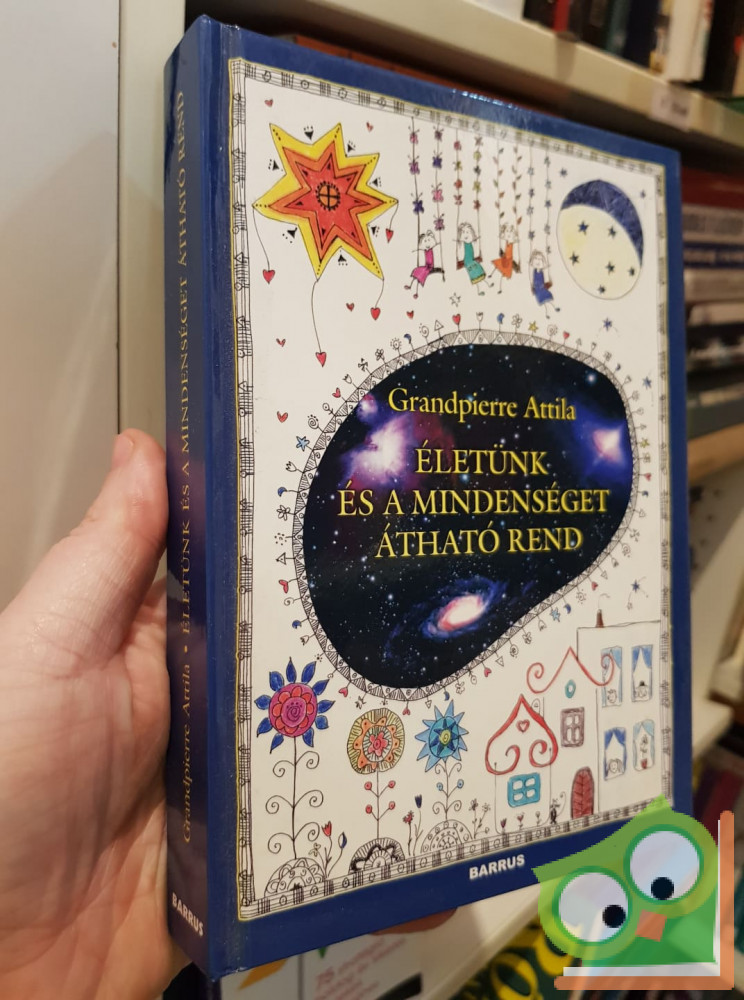 Grandpierre Attila
ÉLETÜNK
ÉS A MINDENSÉGET
ÁTHATÓ REND
BARRUS
Grandpierre Attila • ÉLETÜNK ÉS A MINDENSÉGET ÁTHATÓ REND
BARRUS